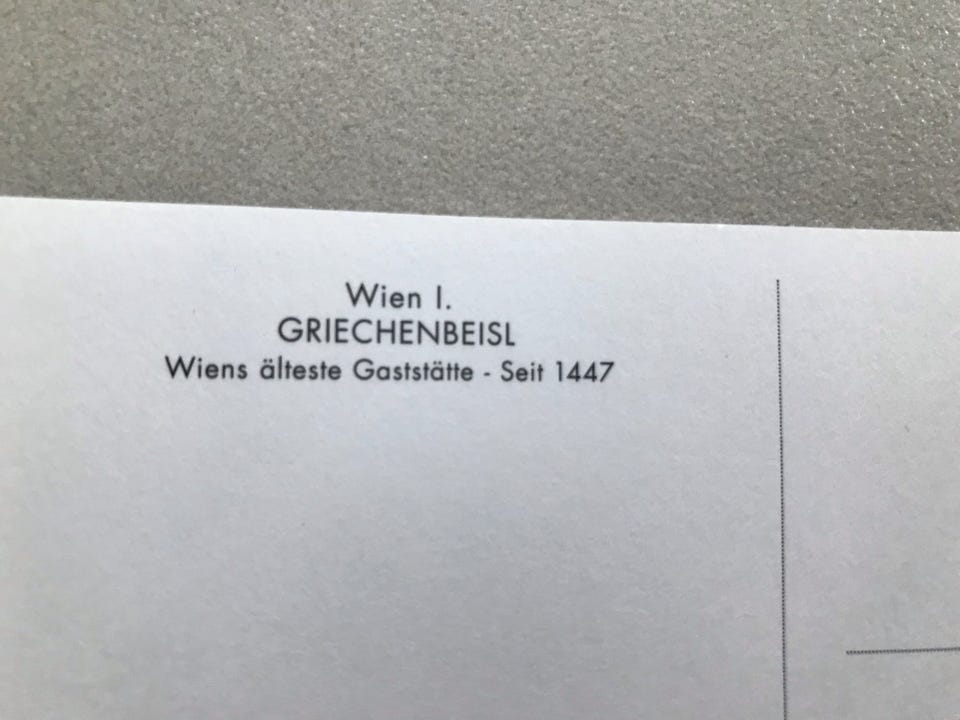 Wien I.
GRIECHENBEISL
Wiens älteste Gaststätte - Seit 1447